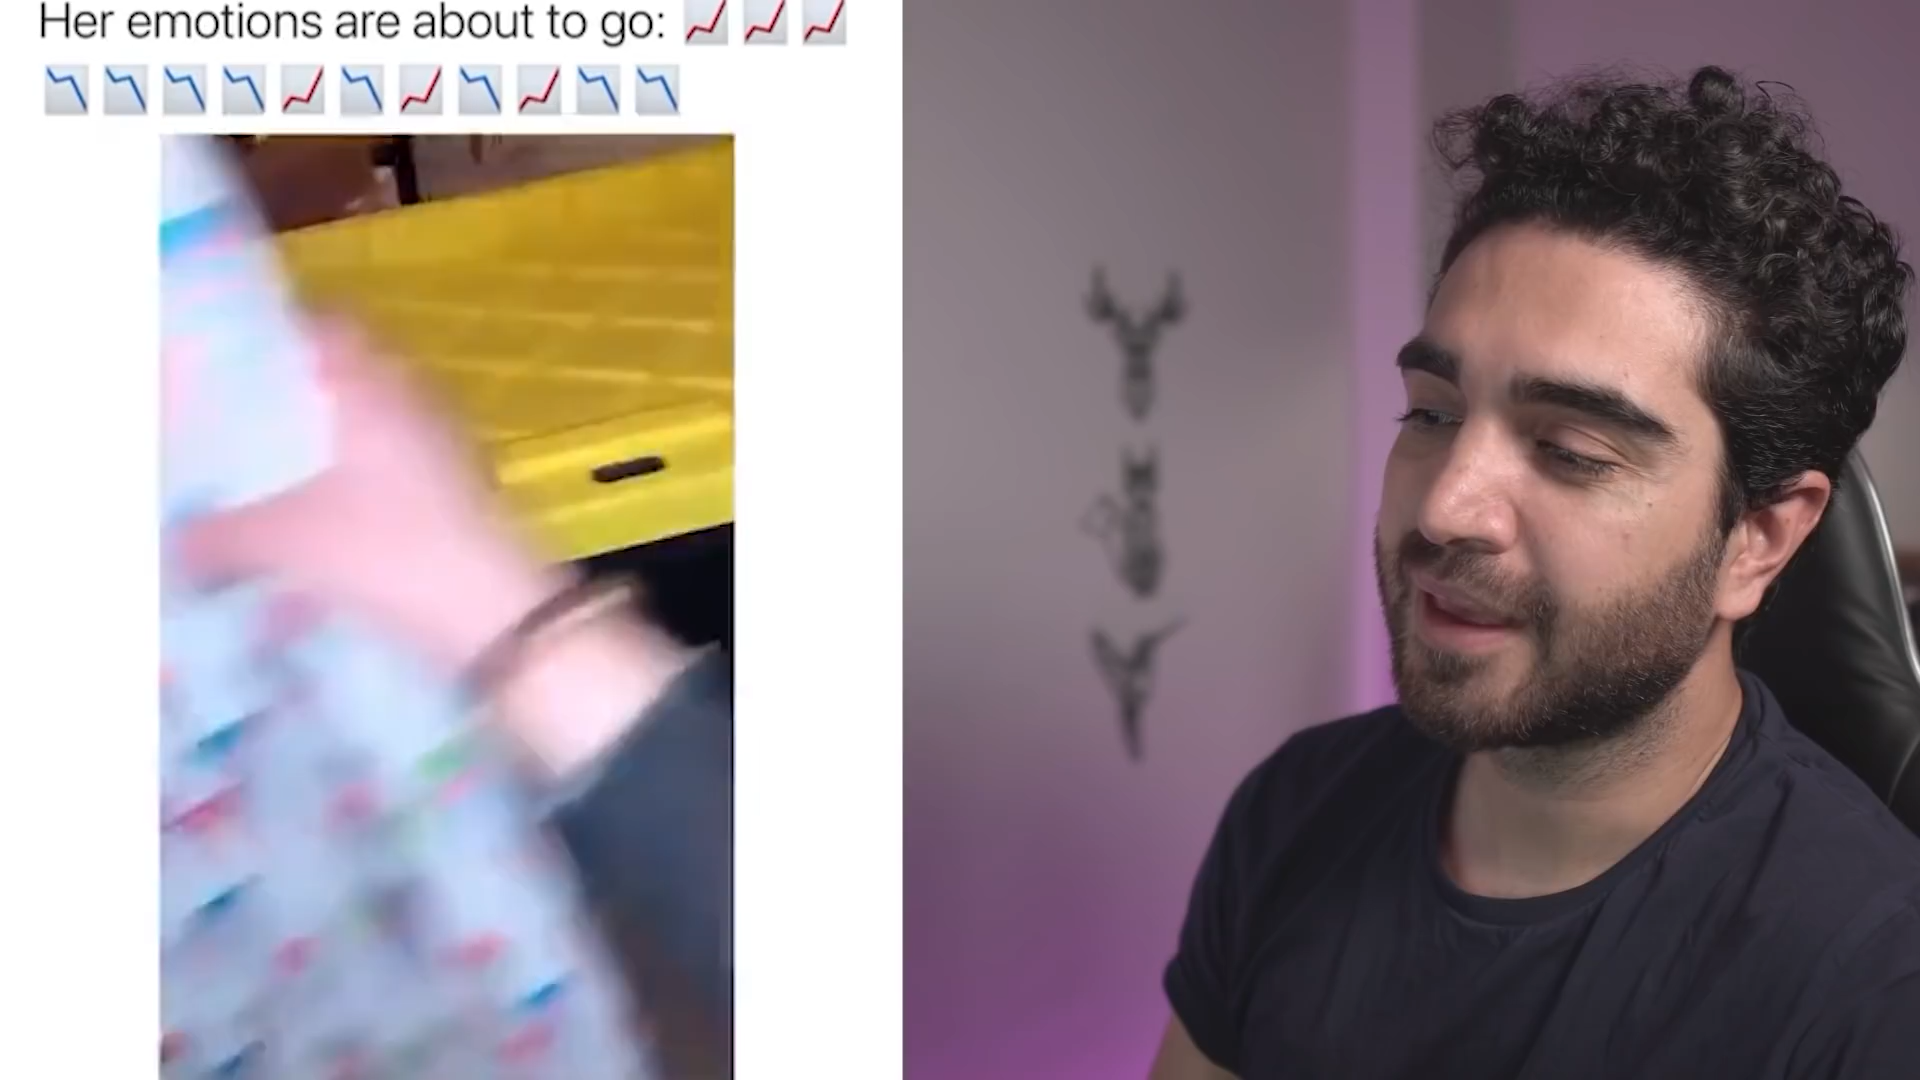 Her emotions are about to go: 📈 📈 📈
📉 📉 📉 📉 📈 📉 📈 📉 📈 📉 📉